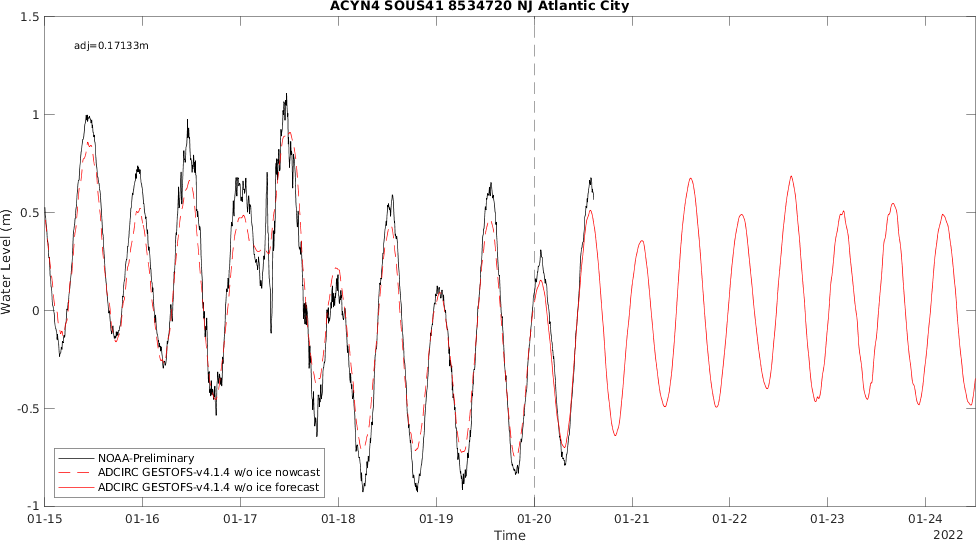 ACYN4 SOUS41 8534720 NJ Atlantic City
adj=0.17133m
1.5
1
0.5
0
-0.5
-1
Water Level (m)
NOAA-Preliminary
ADCIRC GESTOFS-v4.1.4 w/o ice nowcast
ADCIRC GESTOFS-v4.1.4 w/o ice forecast
01-15 01-16 01-17 01-18 01-19 01-20 01-21 01-22 01-23 01-24
Time
2022